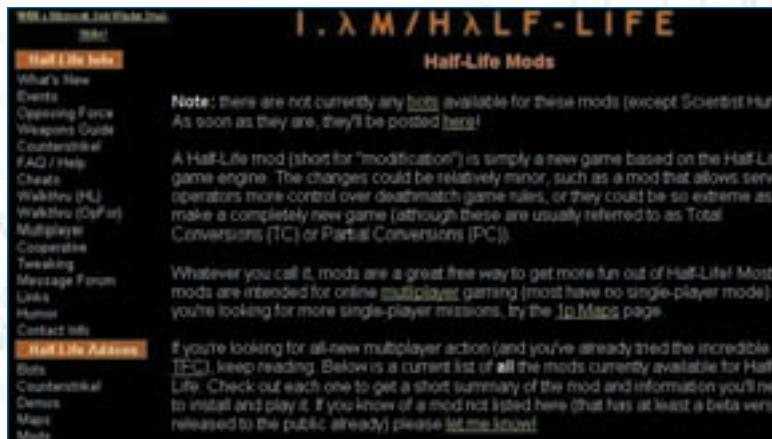 I.λM/HλLF-LIFE
Half-Life Mods
Half Life Info
What's New
Events
Opposing Force
Weapons Guide
Counterstrike!
FAQ / Help
Cheats
Walkthru (HL)
Walkthru (OpFor)
Multiplayer
Cooperative
Tweaking
Message Forum
Links
Humor
Contact Info
Half Life Addons
Bots
Counterstrike!
Demos
Maps
Mods
Note: there are not currently any bots available for these mods (except Scientist Hun
As soon as they are, they'll be posted here!
A Half-Life mod (short for "modification") is simply a new game based on the Half-Li
game engine. The changes could be relatively minor, such as a mod that allows serv
operators more control over deathmatch game rules, or they could be so extreme as
make a completely new game (although these are usually referred to as Total
Conversions (TC) or Partial Conversions (PC)).
Whatever you call it, mods are a great free way to get more fun out of Half-Life! Most
mods are intended for online multiplayer gaming (most have no single-player mode)
you're looking for more single-player missions, try the 1p Maps page.
If you're looking for all-new multiplayer action (and you've already tried the incredible
TFC), keep reading. Below is a current list of all the mods currently available for Half
Life. Check out each one to get a short summary of the mod and information you'll ne
to install and play it. If you know of a mod not listed here (that has at least a beta vers
released to the public already) please let me know!